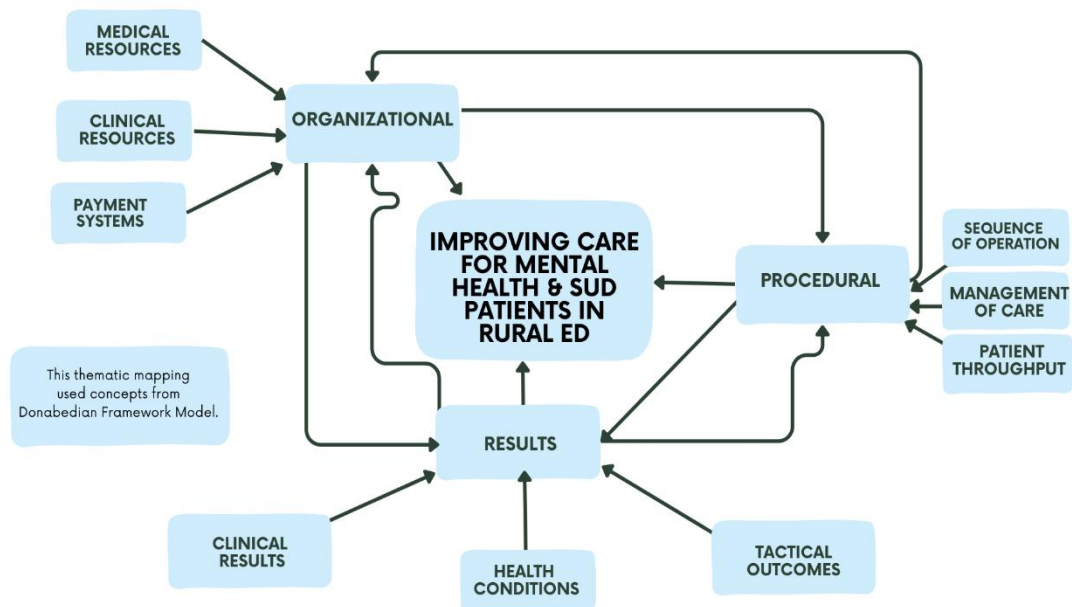 MEDICAL
RESOURCES
CLINICAL
RESOURCES
PAYMENT
SYSTEMS
ORGANIZATIONAL
IMPROVING CARE
FOR MENTAL
HEALTH & SUD
PATIENTS IN
RURAL ED
PROCEDURAL
SEQUENCE
OF OPERATION
MANAGEMENT
OF CARE
PATIENT
THROUGHPUT
This thematic mapping
used concepts from
Donabedian Framework Model.
RESULTS
CLINICAL
RESULTS
HEALTH
CONDITIONS
TACTICAL
OUTCOMES